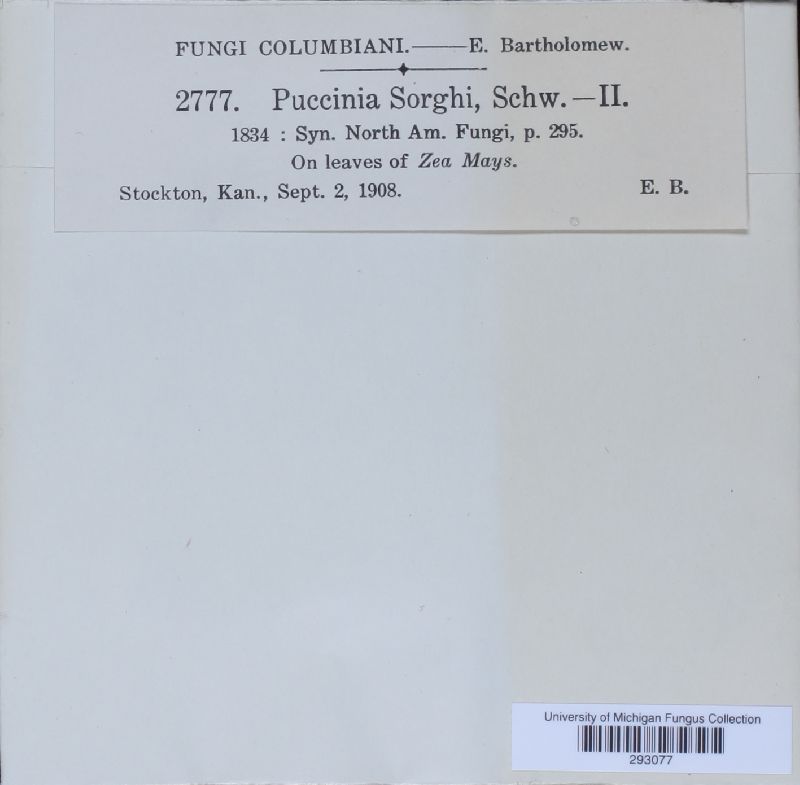 FUNGI COLUMBIANI.——E. Bartholomew.
2777. Puccinia Sorghi, Schw.—II.
1834 : Syn. North Am. Fungi, p. 295.
On leaves of Zea Mays.
Stockton, Kan., Sept. 2, 1908. E. B.
University of Michigan Fungus Collection
293077